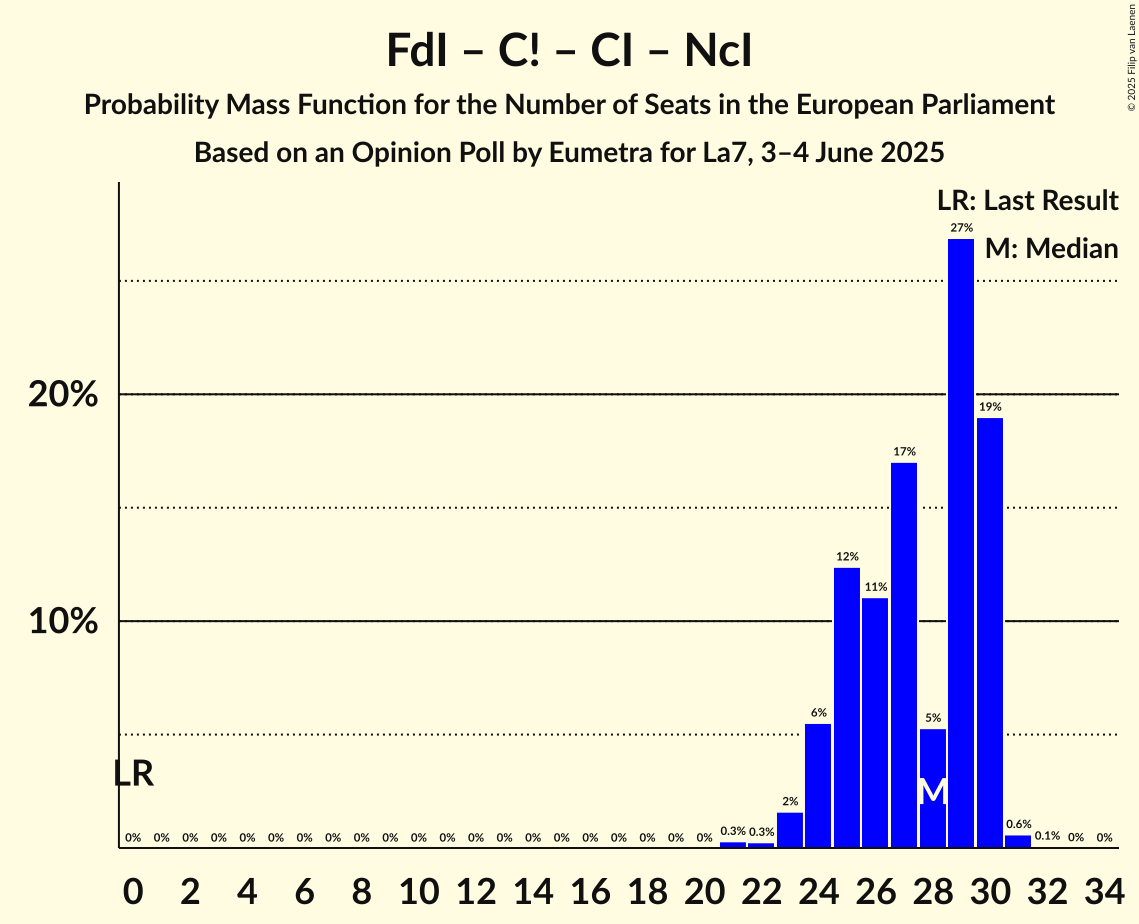 FdI – C! – CI – NcI
Probability Mass Function for the Number of Seats in the European Parliament
Based on an Opinion Poll by Eumetra for La7, 3–4 June 2025
© 2025 Filip van Laenen
LR: Last Result
M: Median
20%
10%
LR
M
0% 0% 0% 0% 0% 0% 0% 0% 0% 0% 0% 0% 0% 0% 0% 0% 0% 0% 0% 0% 0% 0.3% 0.3% 2% 6% 12% 11% 17% 5% 27% 19% 0.6% 0.1% 0% 0%
0 2 4 6 8 10 12 14 16 18 20 22 24 26 28 30 32 34